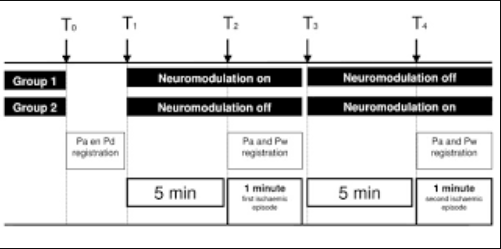 T0 T1 T2 T3 T4
Group 1 Neuromodulation on Neuromodulation off
Group 2 Neuromodulation off Neuromodulation on
Pa en Pd
registration
Pa and Pw
registration
Pa and Pw
registration
5 min
1 minute
first ischaemic
episode
5 min
1 minute
second ischaemic
episode